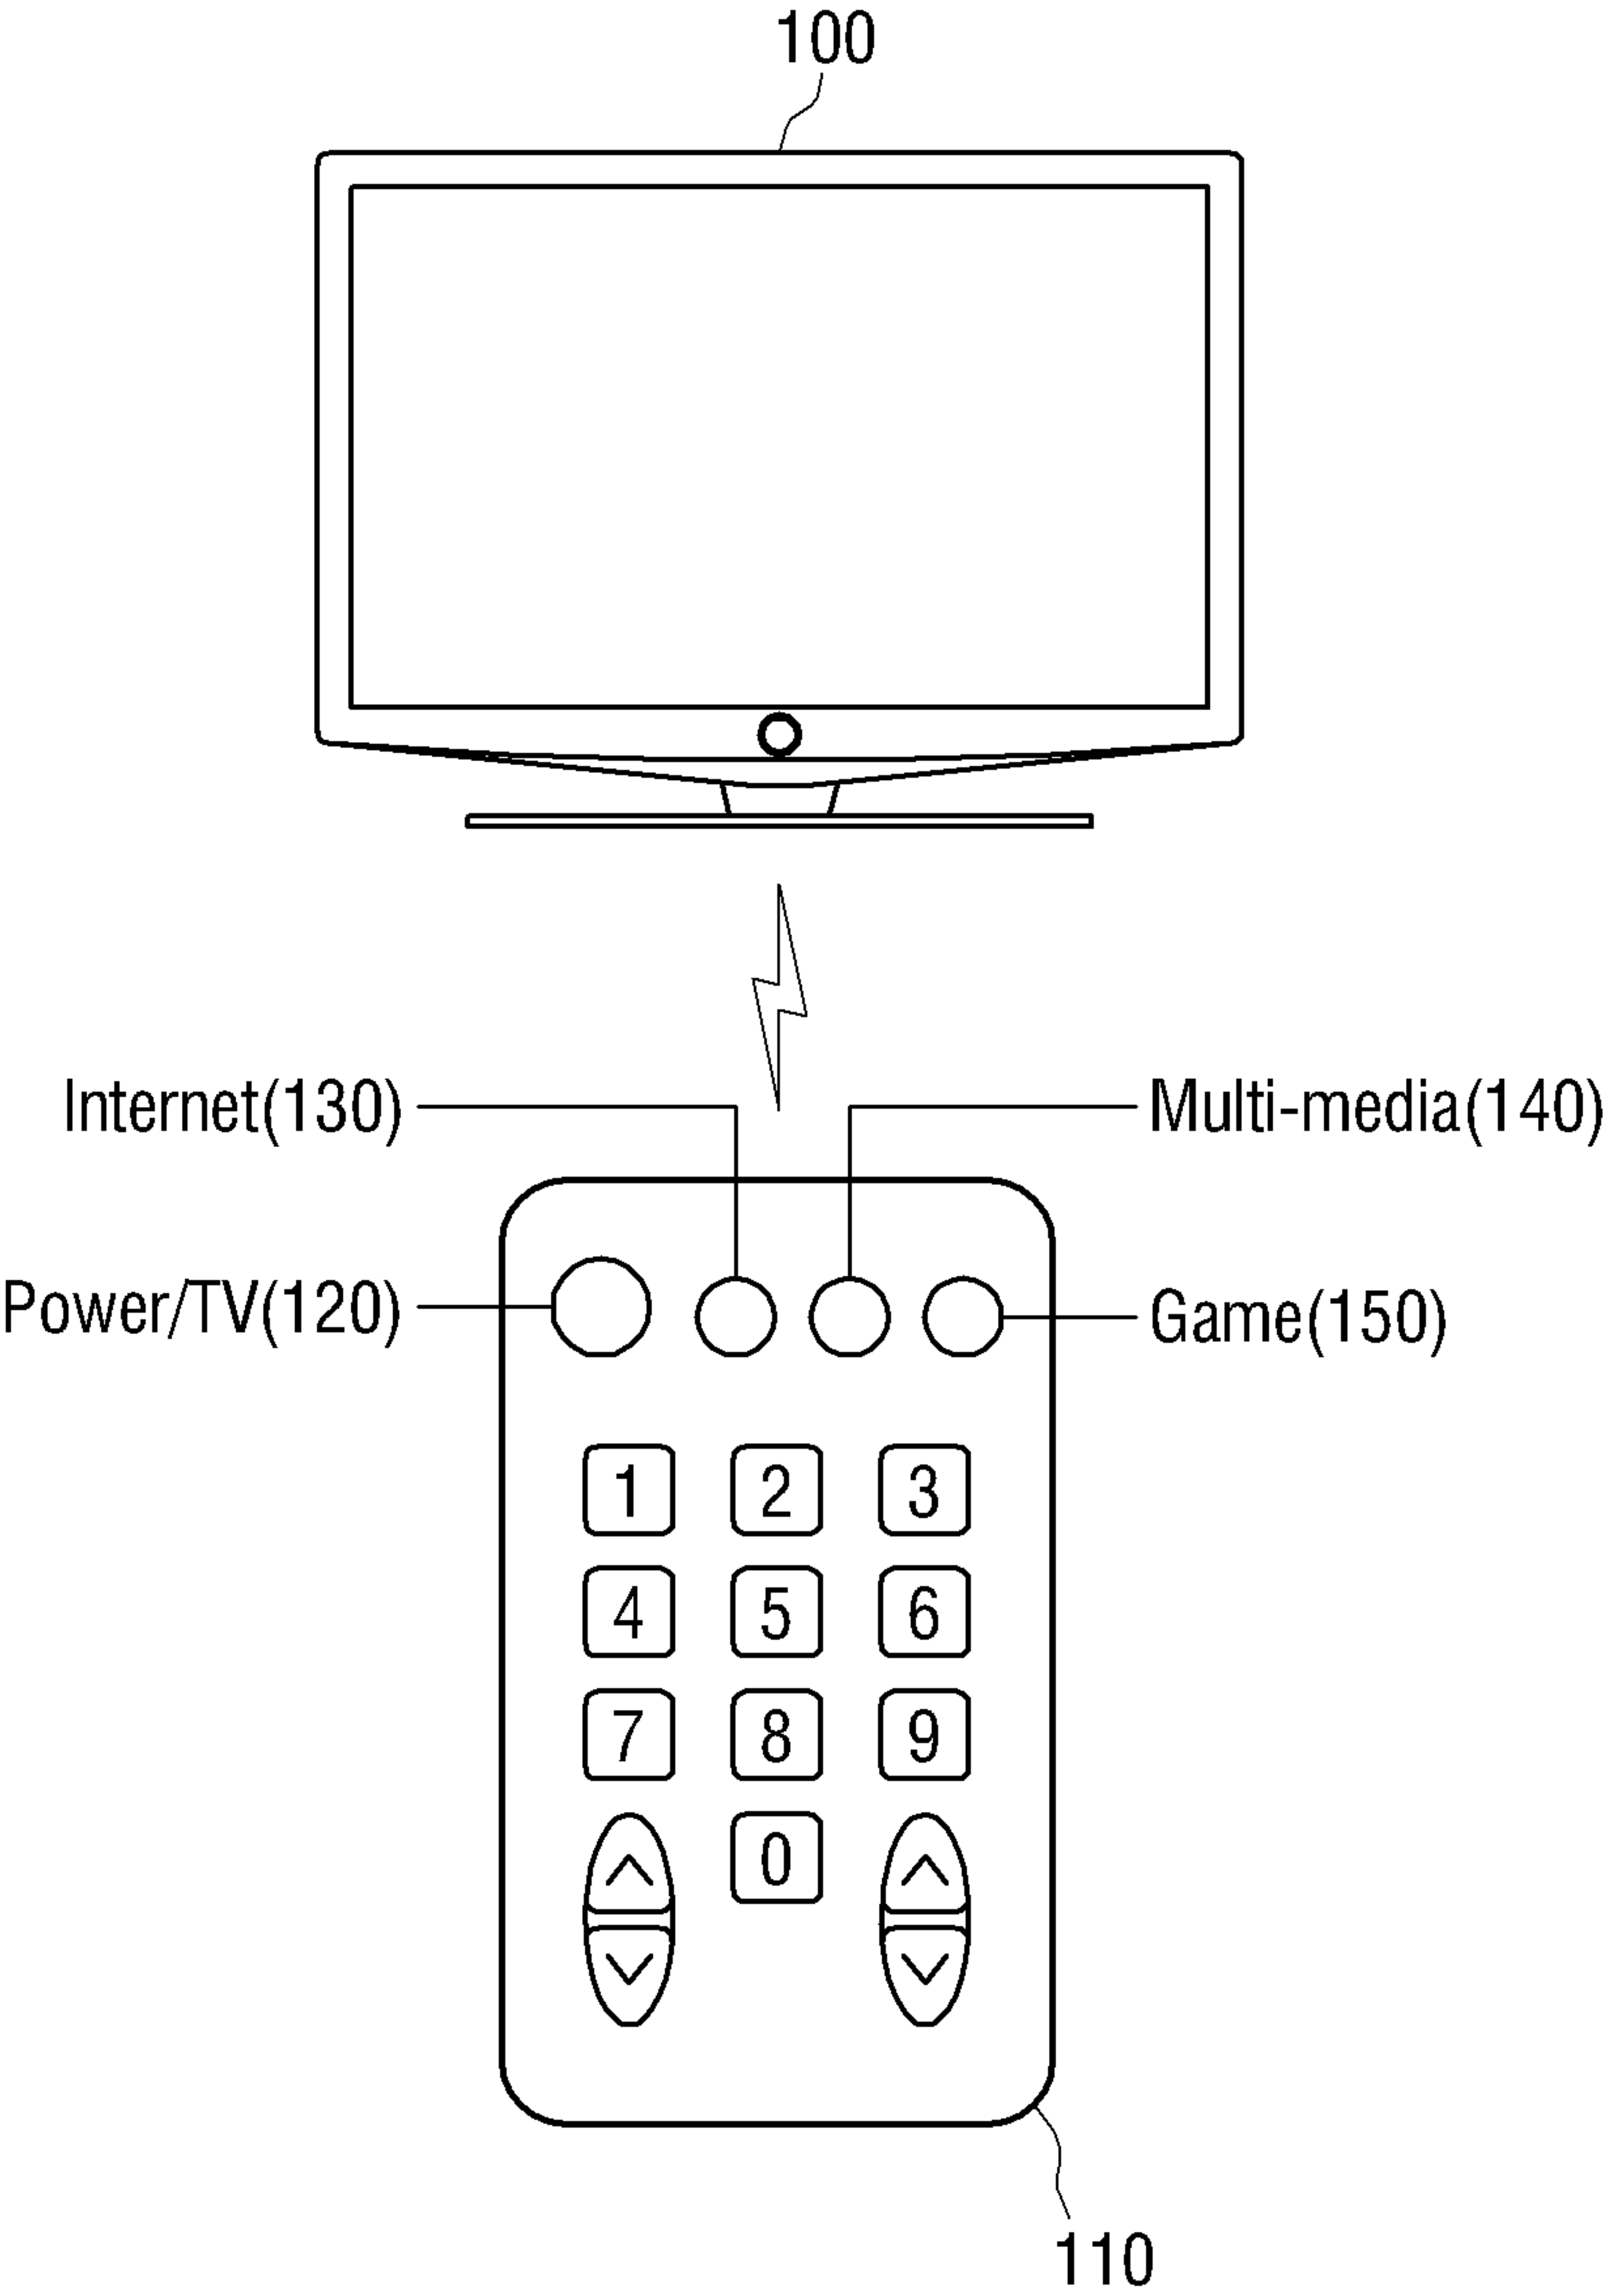 100
Internet(130)
Multi-media(140)
Power/TV(120)
Game(150)
1 2 3
4 5 6
7 8 9
0
110